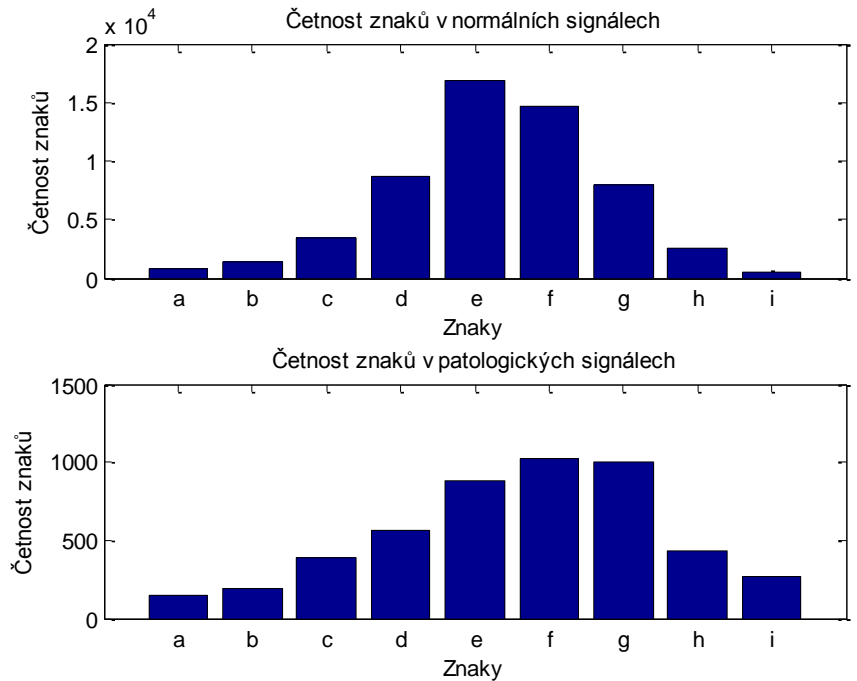 Četnost znaků v normálních signálech
x 10^4
2
1.5
1
0.5
0
Četnost znaků
a b c d e f g h i
Znaky
Četnost znaků v patologických signálech
1500
1000
500
0
Četnost znaků
a b c d e f g h i
Znaky